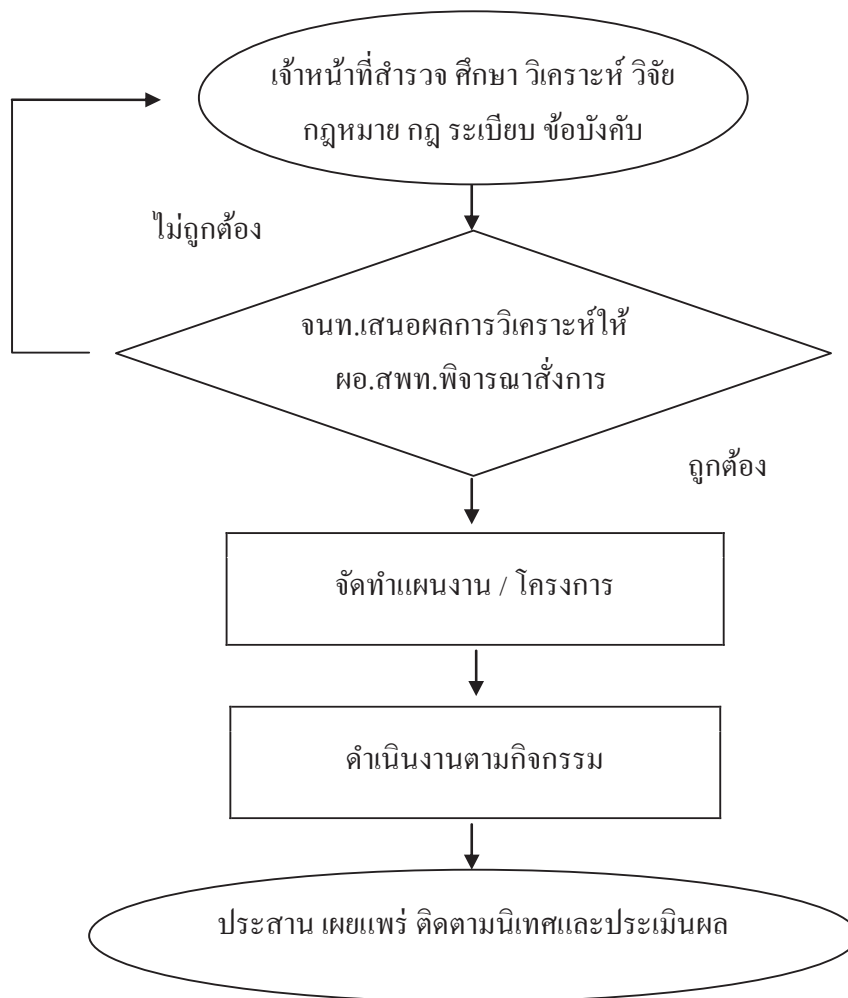 เจ้าหน้าที่สำรวจ ศึกษา วิเคราะห์ วิจัย
กฎหมาย กฎ ระเบียบ ข้อบังคับ
ไม่ถูกต้อง
จนท.เสนอผลการวิเคราะห์ให้
ผอ.สพท.พิจารณาสั่งการ
ถูกต้อง
จัดทำแผนงาน / โครงการ
ดำเนินงานตามกิจกรรม
ประสาน เผยแพร่ ติดตามนิเทศและประเมินผล